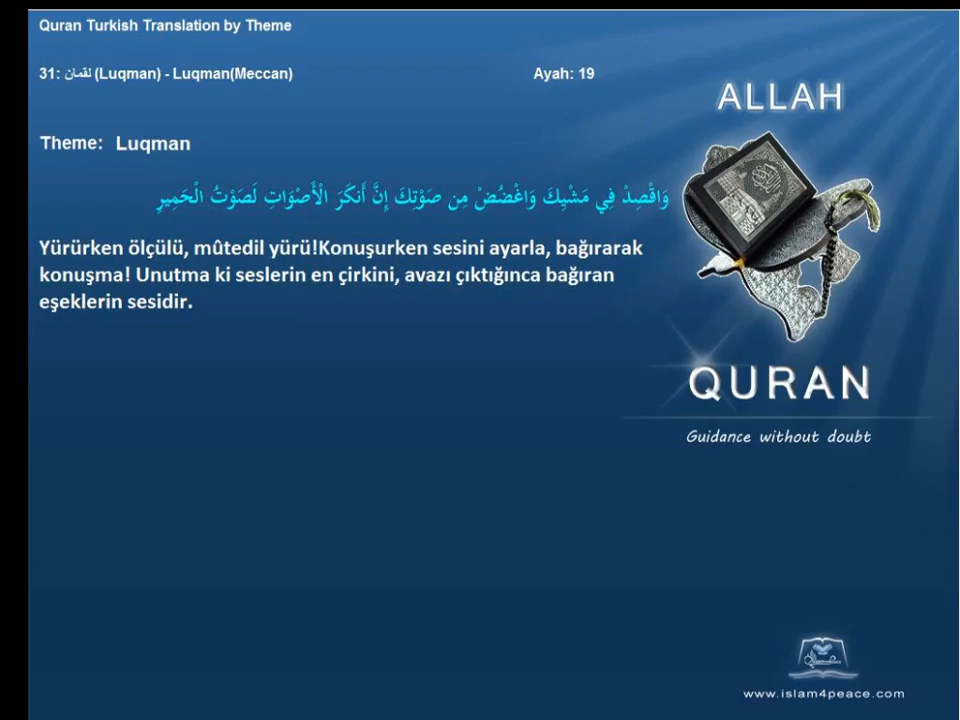 Quran Turkish Translation by Theme
31: لقمان (Luqman) - Luqman(Meccan)
Ayah: 19
ALLAH
Theme: Luqman
وَاقْصِدْ فِي مَشْيِكَ وَاغْضُضْ مِن صَوْتِكَ إِنَّ أَنكَرَ الْأَصْوَاتِ لَصَوْتُ الْحَمِيرِ
Yürürken ölçülü, mûtedil yürü!Konuşurken sesini ayarla, bağırarak
konuşma! Unutma ki seslerin en çirkini, avazı çıktığınca bağıran
eşeklerin sesidir.
QURAN
Guidance without doubt
www.islam4peace.com